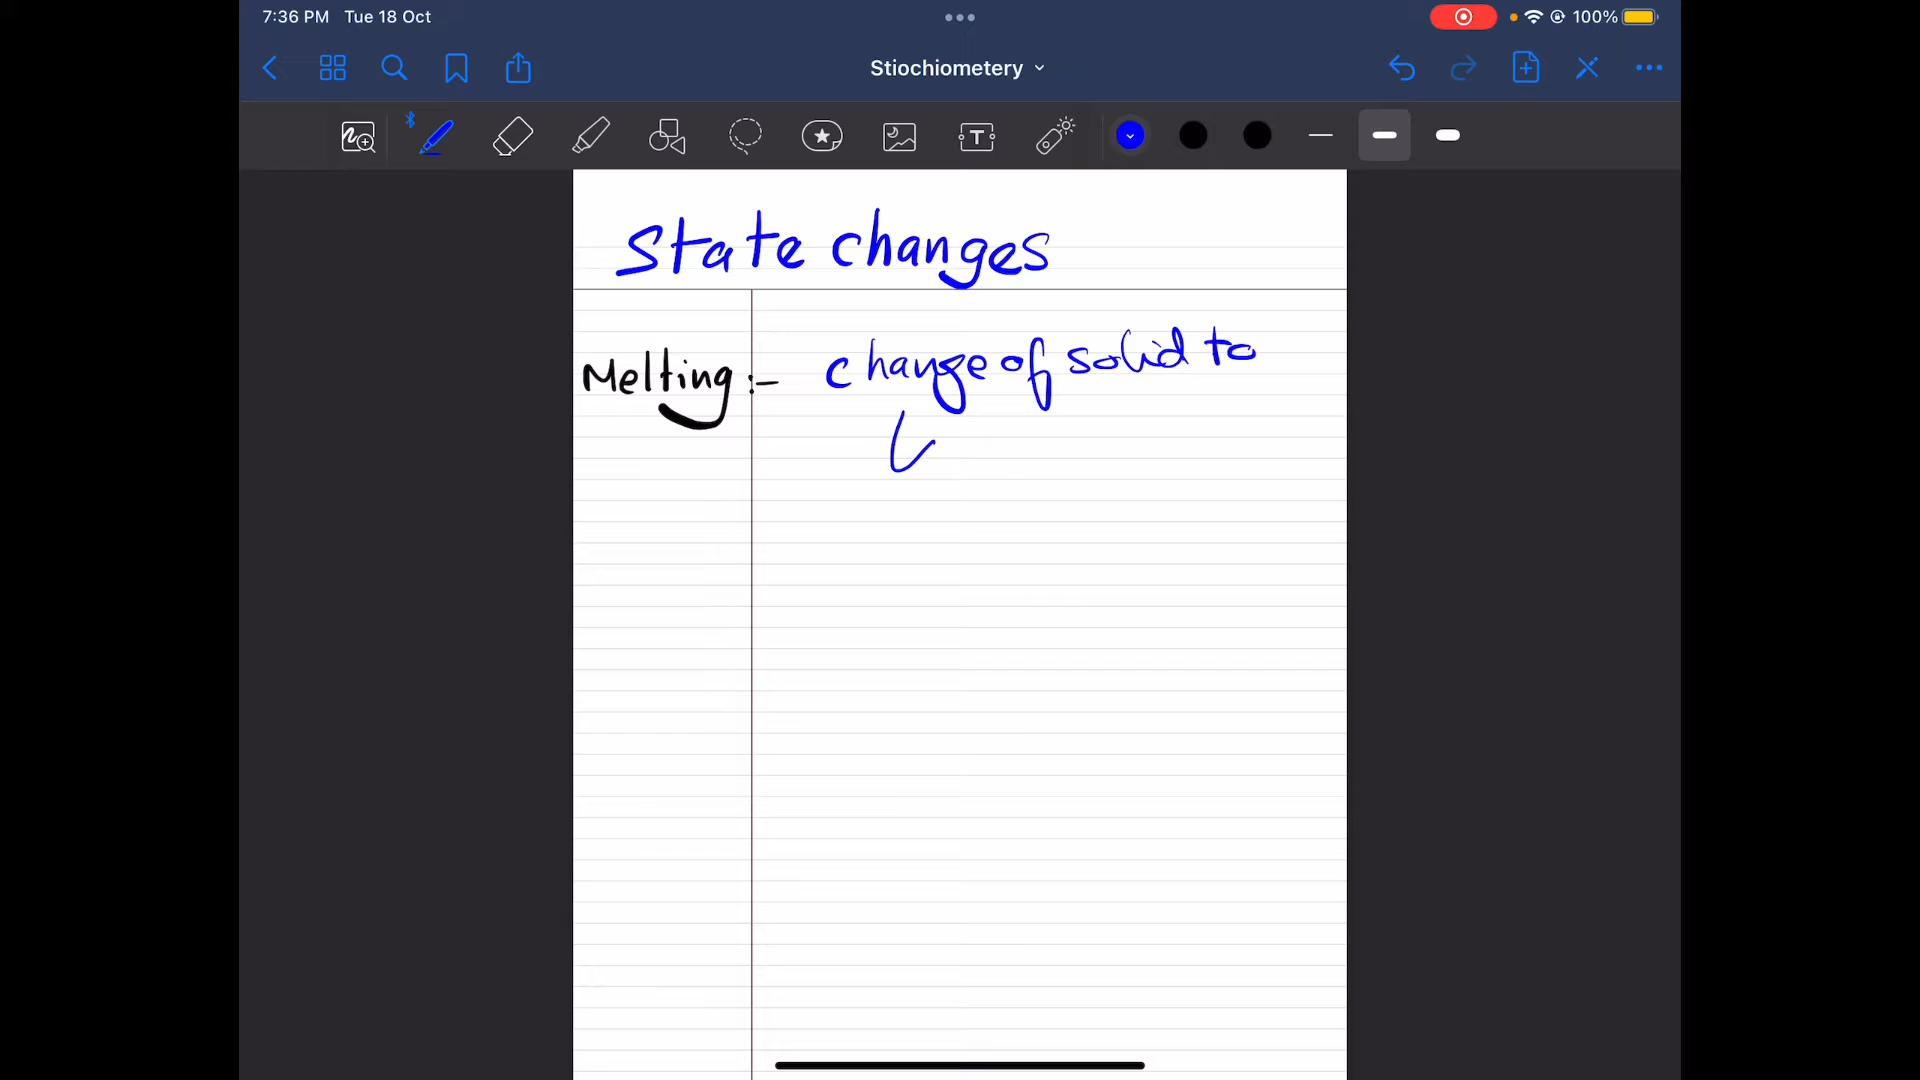 7:36 PM Tue 18 Oct
100%
Stiochiometery
T
State changes
Melting :- change of solid to
l